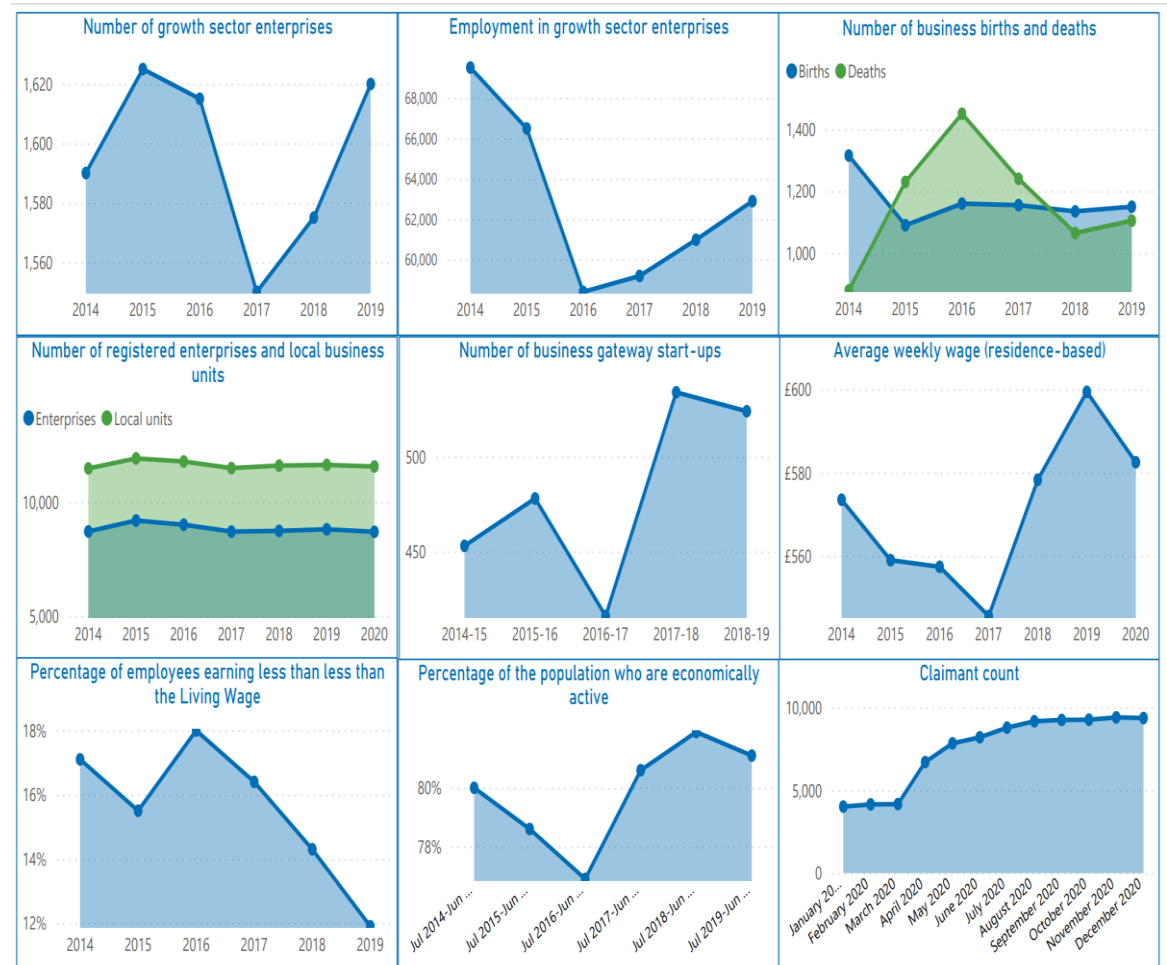 Number of growth sector enterprises
1,620
1,600
1,580
1,560
2014 2015 2016 2017 2018 2019
Employment in growth sector enterprises
68,000
66,000
64,000
62,000
60,000
2014 2015 2016 2017 2018 2019
Number of business births and deaths
Births Deaths
1,400
1,200
1,000
2014 2015 2016 2017 2018 2019
Number of registered enterprises and local business
units
Enterprises Local units
10,000
5,000
2014 2015 2016 2017 2018 2019 2020
Number of business gateway start-ups
500
450
2014-15 2015-16 2016-17 2017-18 2018-19
Average weekly wage (residence-based)
£600
£580
£560
2014 2015 2016 2017 2018 2019 2020
Percentage of employees earning less than less than
the Living Wage
18%
16%
14%
12%
2014 2015 2016 2017 2018 2019
Percentage of the population who are economically
active
80%
78%
Jul 2014-Jun ...
Jul 2015-Jun ...
Jul 2016-Jun ...
Jul 2017-Jun ...
Jul 2018-Jun ...
Jul 2019-Jun ...
Claimant count
10,000
5,000
0
January 20...
February 2020
March 2020
April 2020
May 2020
June 2020
July 2020
August 2020
September 2020
October 2020
November 2020
December 2020